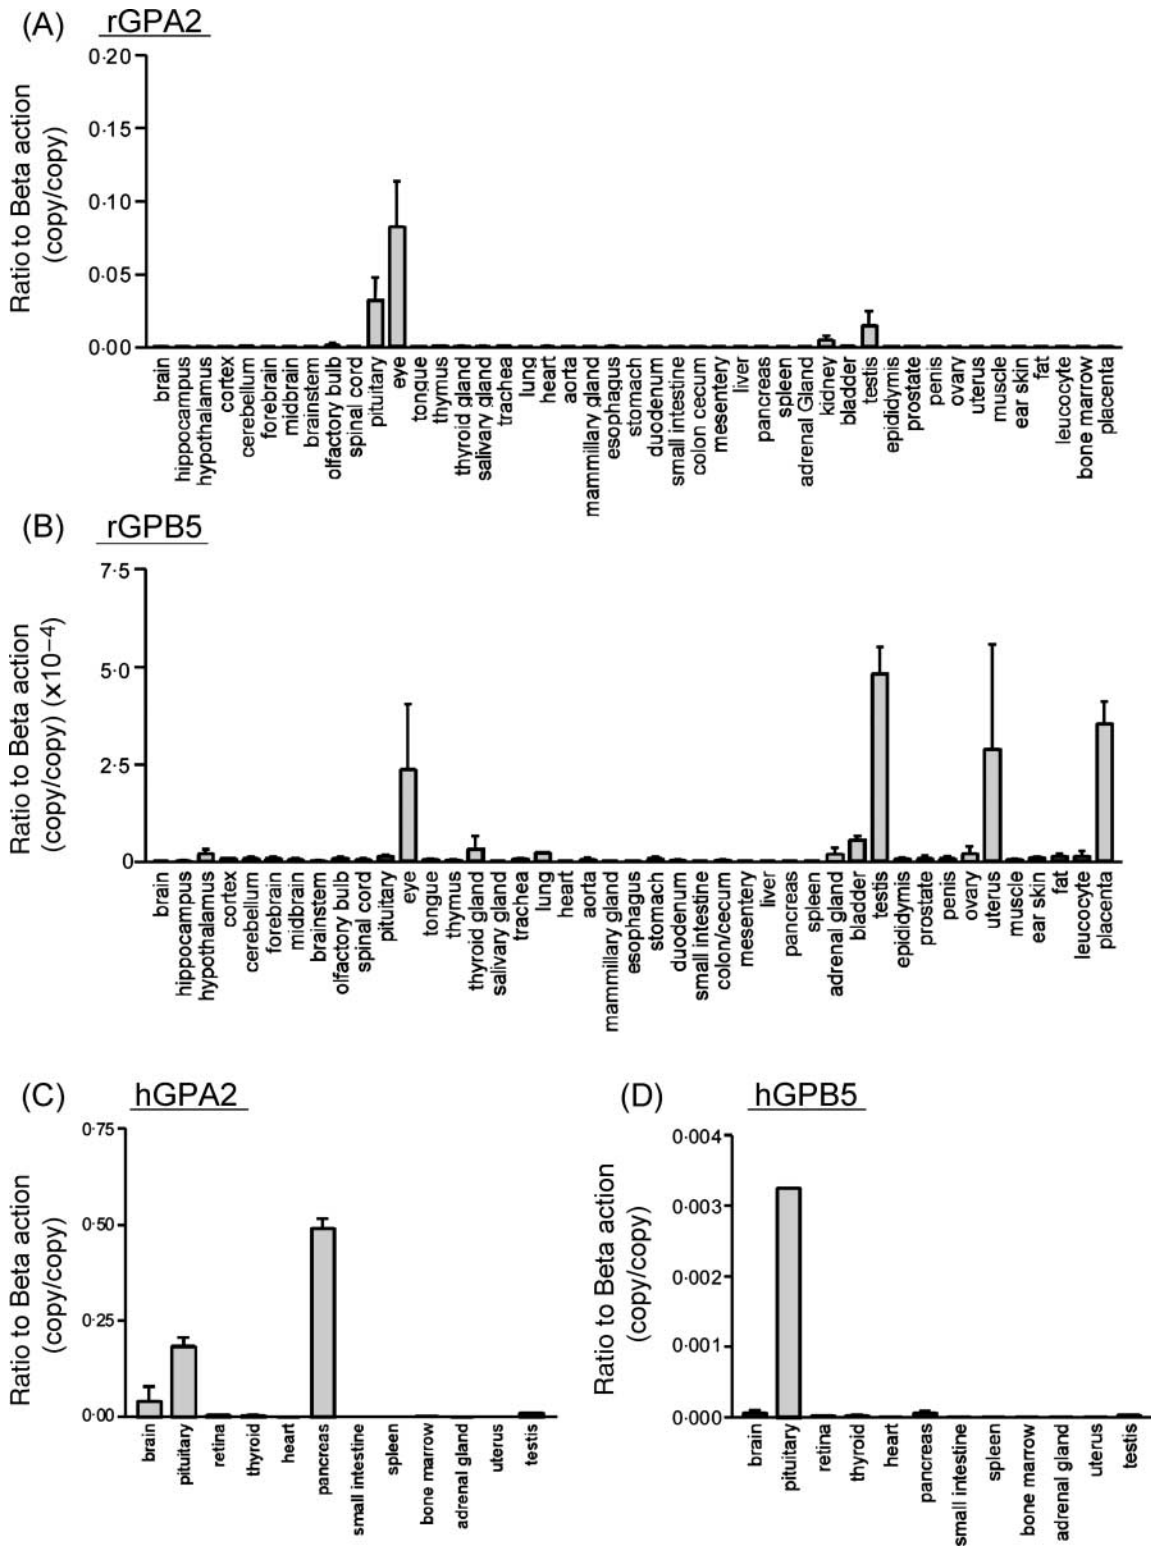 (A) rGPA2
Ratio to Beta action
(copy/copy)
0·20
0·15
0·10
0·05
0·00
brain
hippocampus
hypothalamus
cortex
cerebellum
forebrain
midbrain
brainstem
olfactory bulb
spinal cord
pituitary
eye
tongue
thymus
thyroid gland
salivary gland
trachea
lung
heart
aorta
mammillary gland
esophagus
stomach
duodenum
small intestine
colon cecum
mesentery
liver
pancreas
spleen
adrenal Gland
kidney
bladder
testis
epididymis
prostate
penis
ovary
uterus
muscle
ear skin
fat
leucocyte
bone marrow
placenta
(B) rGPB5
Ratio to Beta action
(copy/copy) (x10−4)
7·5
5·0
2·5
0
brain
hippocampus
hypothalamus
cortex
cerebellum
forebrain
midbrain
brainstem
olfactory bulb
spinal cord
pituitary
eye
tongue
thymus
thyroid gland
salivary gland
trachea
lung
heart
aorta
mammillary gland
esophagus
stomach
duodenum
small intestine
colon/cecum
mesentery
liver
pancreas
spleen
adrenal gland
bladder
testis
epididymis
prostate
penis
ovary
uterus
muscle
ear skin
fat
leucocyte
placenta
(C) hGPA2
Ratio to Beta action
(copy/copy)
0·75
0·50
0·25
0·00
brain
pituitary
retina
thyroid
heart
pancreas
small intestine
spleen
bone marrow
adrenal gland
uterus
testis
(D) hGPB5
Ratio to Beta action
(copy/copy)
0·004
0·003
0·002
0·001
0·000
brain
pituitary
retina
thyroid
heart
pancreas
small intestine
spleen
bone marrow
adrenal gland
uterus
testis